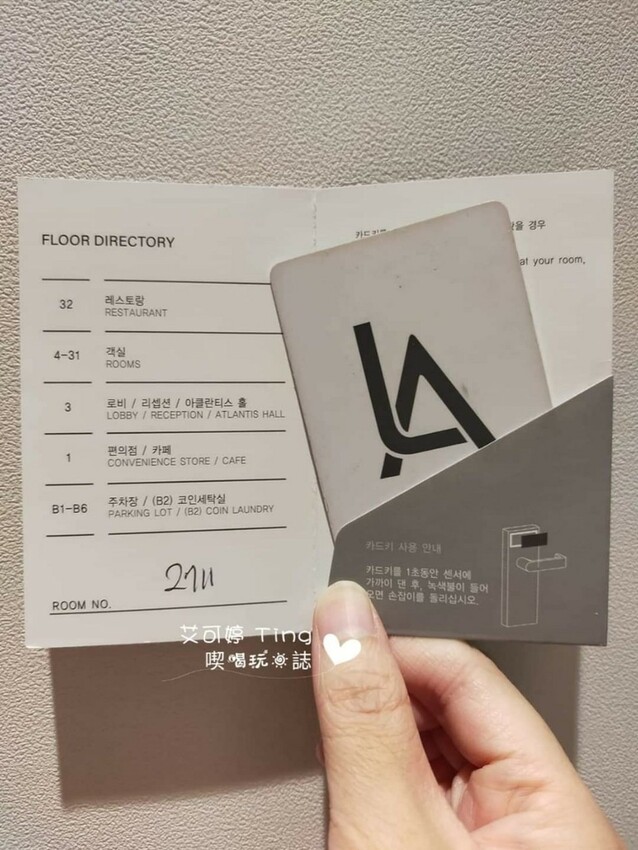 FLOOR DIRECTORY
32
레스토랑
RESTAURANT
4-31
객실
ROOMS
3
로비 / 리셉션 / 아클란티스 홀
LOBBY / RECEPTION / ATLANTIS HALL
1
편의점 / 카페
CONVENIENCE STORE / CAFE
B1-B6
주차장 / (B2) 코인세탁실
PARKING LOT / (B2) COIN LAUNDRY
2711
ROOM NO.
경우
at your room,
LA
카드키 사용 안내
카드키를 1초동안 센서에
가까이 댄 후, 녹색불이 들어
오면 손잡이를 돌리십시오.
艾可婷 Ting
喫喝玩誌